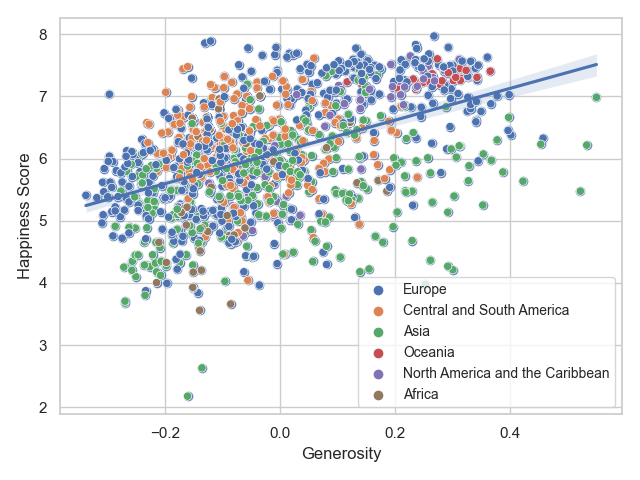 8
7
6
5
4
3
2
Happiness Score
−0.2
0.0
0.2
0.4
Generosity
Europe
Central and South America
Asia
Oceania
North America and the Caribbean
Africa